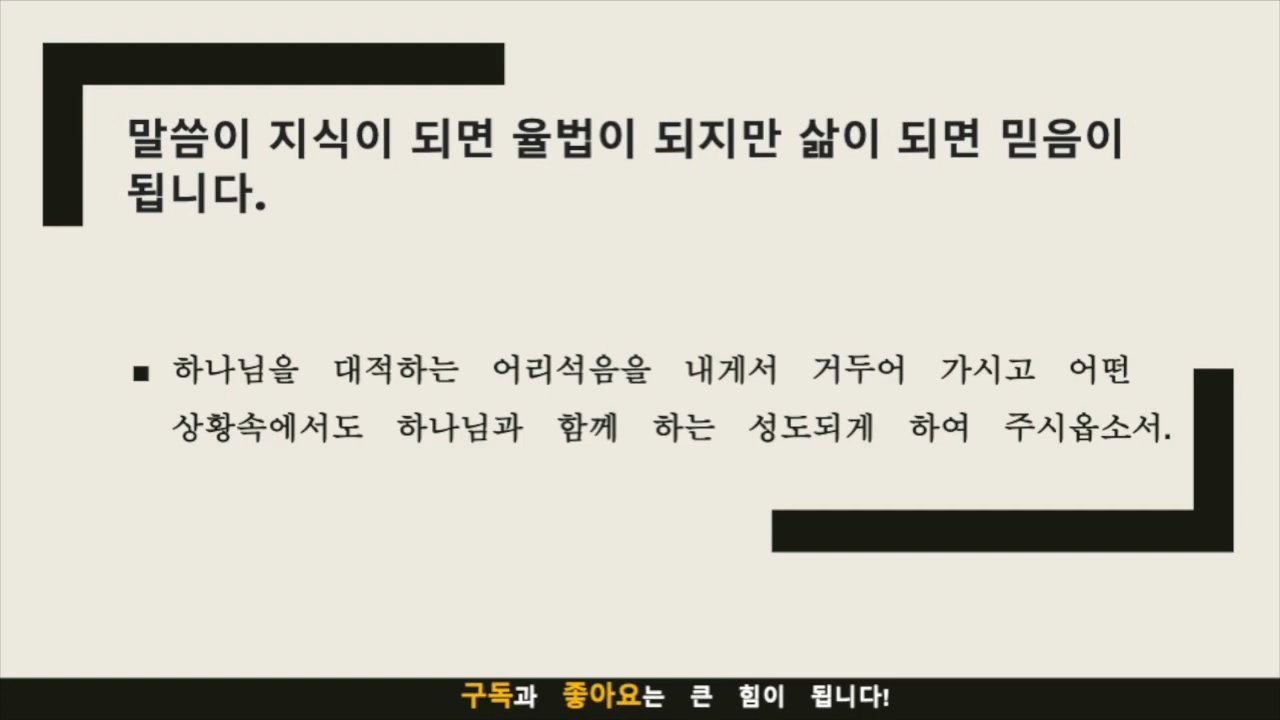 말씀이 지식이 되면 율법이 되지만 삶이 되면 믿음이
됩니다.
▪ 하나님을 대적하는 어리석음을 내게서 거두어 가시고 어떤
상황속에서도 하나님과 함께 하는 성도되게 하여 주시옵소서.
구독과 좋아요는 큰 힘이 됩니다!